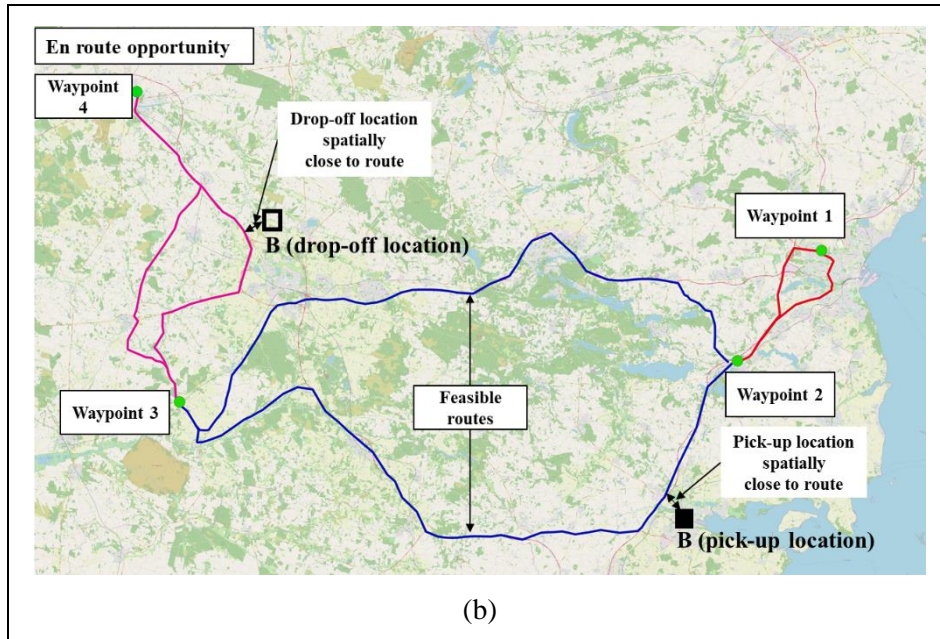 En route opportunity
Waypoint
4
Drop-off location
spatially
close to route
B (drop-off location)
Waypoint 1
Waypoint 3
Feasible
routes
Waypoint 2
Pick-up location
spatially
close to route
B (pick-up location)
(b)